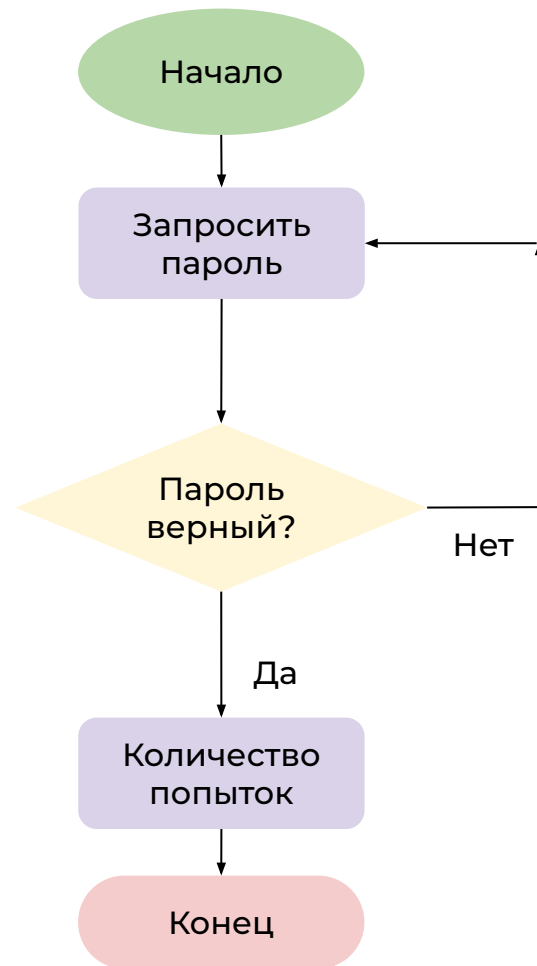 Начало
Запросить
пароль
Пароль
верный?
Нет
Да
Количество
попыток
Конец